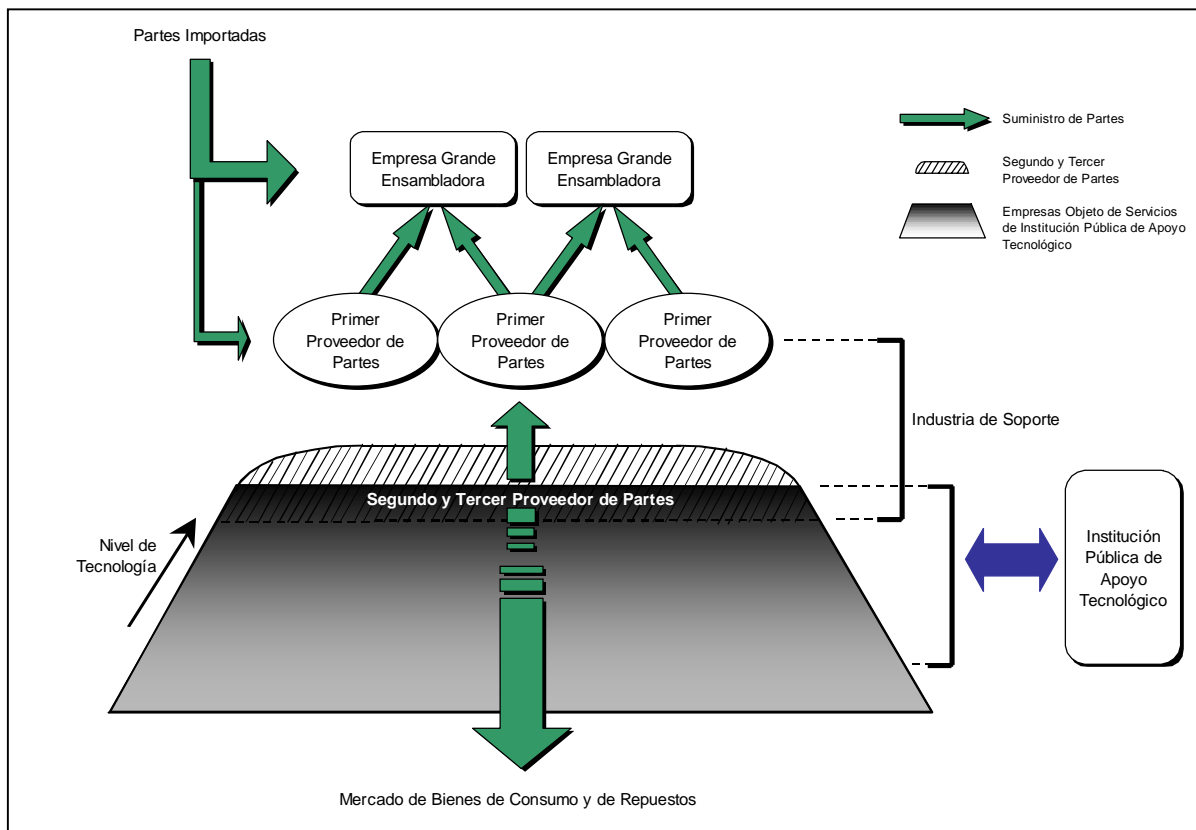 Partes Importadas
Suministro de Partes
Segundo y Tercer
Proveedor de Partes
Empresas Objeto de Servicios
de Institución Pública de Apoyo
Tecnológico
Empresa Grande
Ensambladora
Empresa Grande
Ensambladora
Primer
Proveedor de
Partes
Primer
Proveedor de
Partes
Primer
Proveedor de
Partes
Industria de Soporte
Segundo y Tercer Proveedor de Partes
Nivel de
Tecnología
Institución
Pública de
Apoyo
Tecnológico
Mercado de Bienes de Consumo y de Repuestos